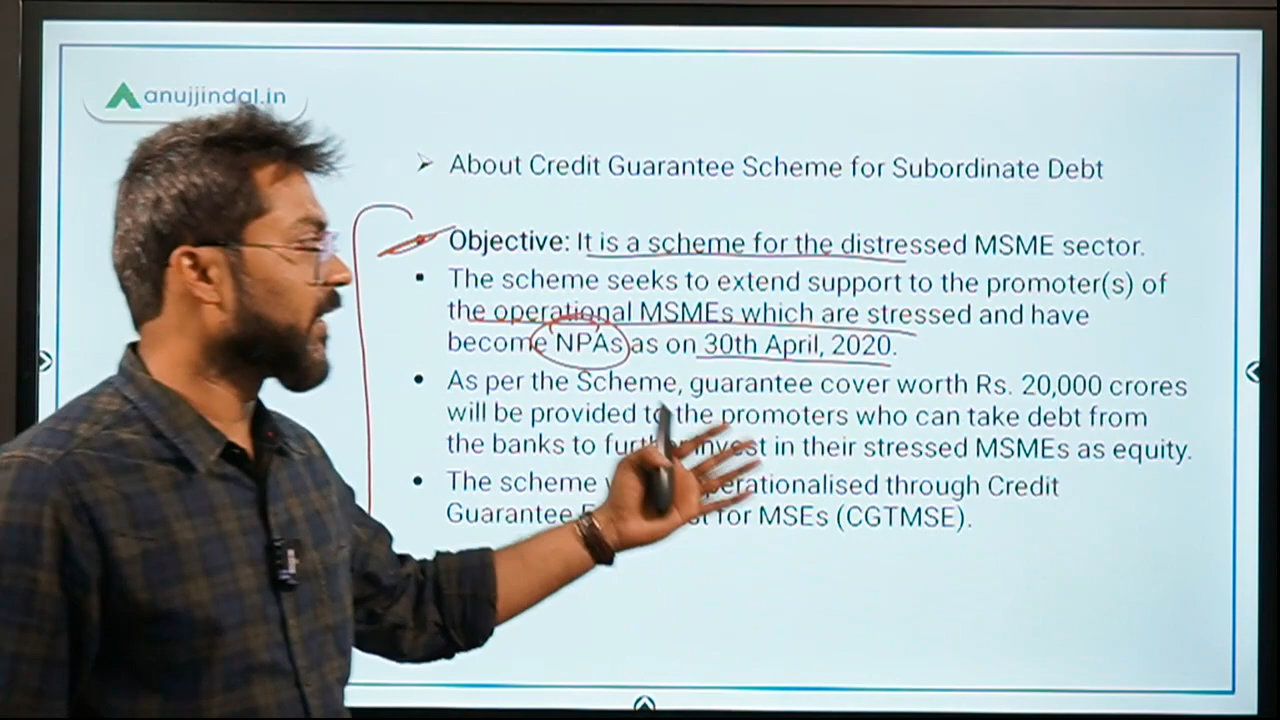 anujjindal.in
➢ About Credit Guarantee Scheme for Subordinate Debt
Objective: It is a scheme for the distressed MSME sector.
▪ The scheme seeks to extend support to the promoter(s) of
the operational MSMEs which are stressed and have
become NPAs as on 30th April, 2020.
• As per the Scheme, guarantee cover worth Rs. 20,000 crores
will be provided to the promoters who can take debt from
the banks to further invest in their stressed MSMEs as equity.
• The scheme operationalised through Credit
Guarantee for MSEs (CGTMSE).